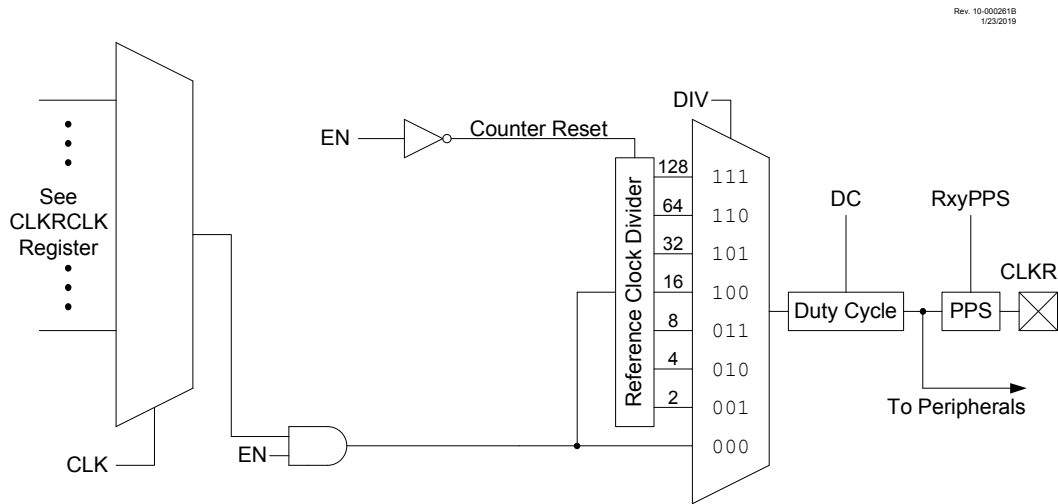 Rev. 10-000261B
1/23/2019
DIV
EN
Counter Reset
See
CLKRCLK
Register
Reference Clock Divider
128
64
32
16
8
4
2
111
110
101
100
011
010
001
000
DC
RxyPPS
CLKR
Duty Cycle
PPS
To Peripherals
EN
CLK